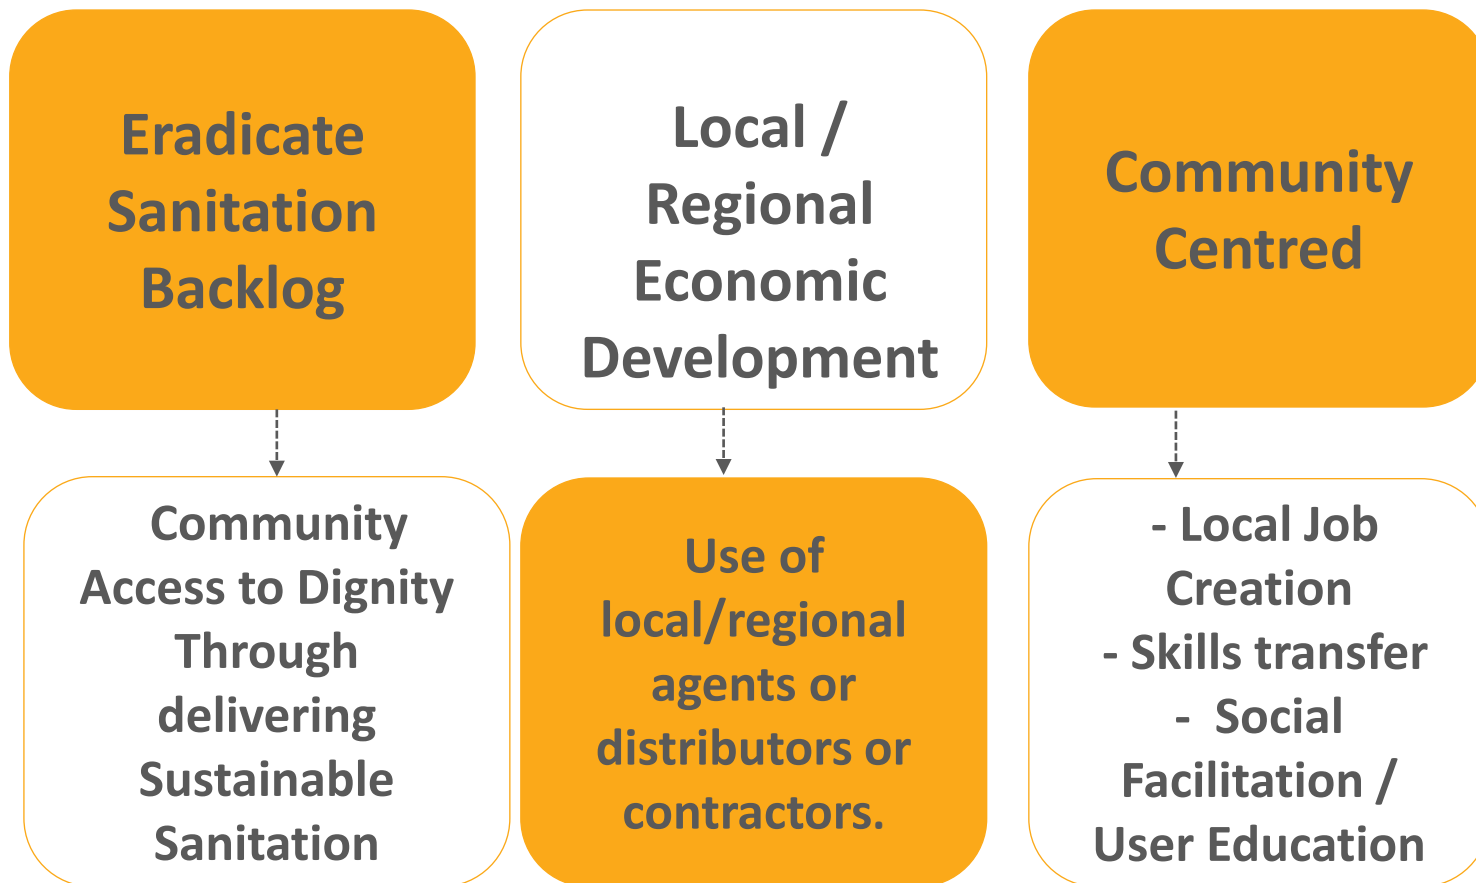 Eradicate
Sanitation
Backlog
Local /
Regional
Economic
Development
Community
Centred
Community
Access to Dignity
Through
delivering
Sustainable
Sanitation
Use of
local/regional
agents or
distributors or
contractors.
- Local Job
Creation
- Skills transfer
- Social
Facilitation /
User Education